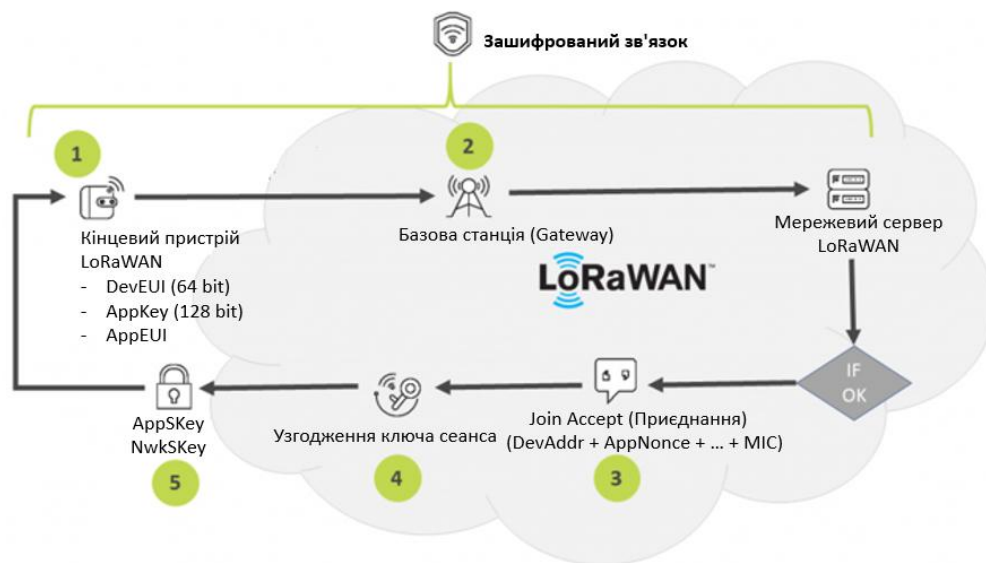 Зашифрований зв'язок
1
2
Кінцевий пристрій
LoRaWAN
- DevEUI (64 bit)
- AppKey (128 bit)
- AppEUI
Базова станція (Gateway)
Мережевий сервер
LoRaWAN
LoRaWAN™
IF
OK
Join Accept (Приєднання)
(DevAddr + AppNonce + ... + MIC)
3
Узгодження ключа сеанса
4
AppSKey
NwkSKey
5